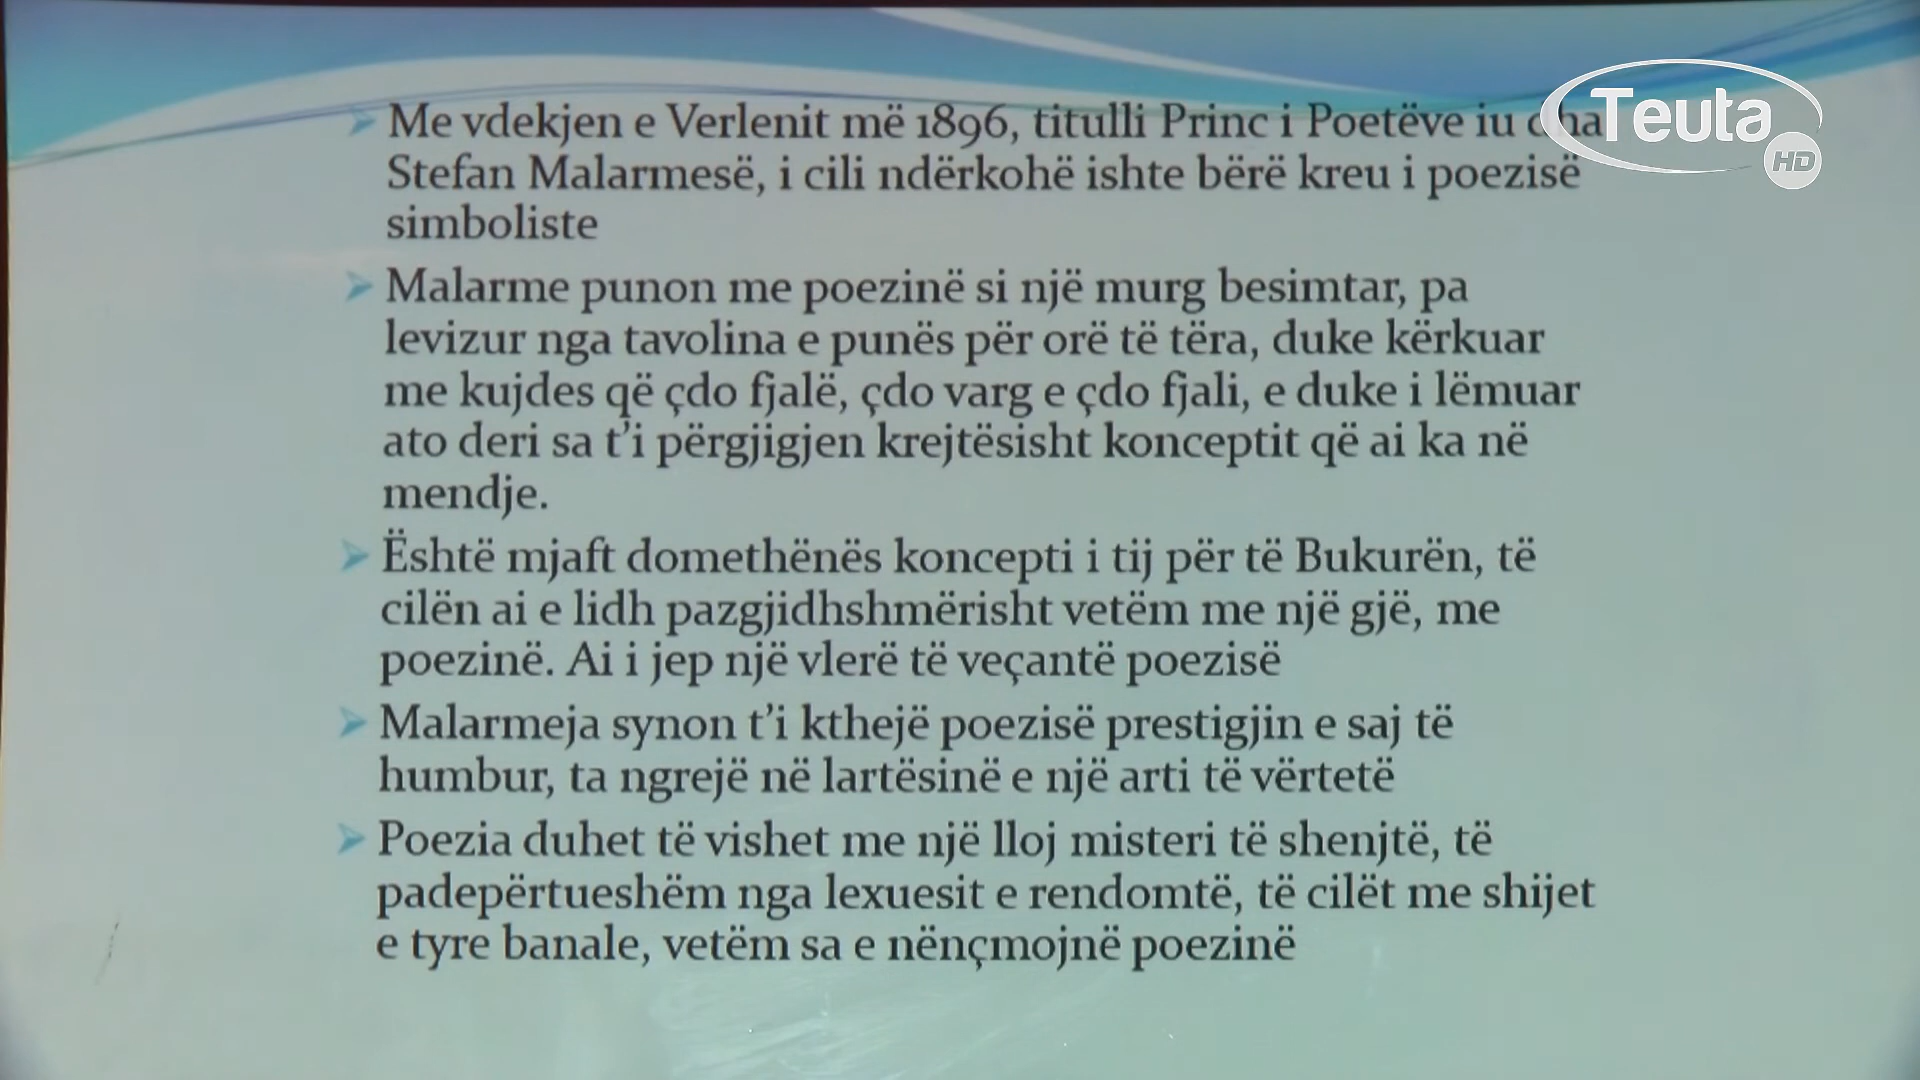 Me vdekjen e Verlenit më 1896, titulli Princ i Poetëve iu dha
Teuta
HD
Stefan Malarmesë, i cili ndërkohë ishte bërë kreu i poezisë
simboliste
Malarme punon me poezinë si një murg besimtar, pa
levizur nga tavolina e punës për orë të tëra, duke kërkuar
me kujdes që çdo fjalë, çdo varg e çdo fjali, e duke i lëmuar
ato deri sa t’i përgjigjen krejtësisht konceptit që ai ka në
mendje.
Është mjaft domethënës koncepti i tij për të Bukurën, të
cilën ai e lidh pazgjidhshmërisht vetëm me një gjë, me
poezinë. Ai i jep një vlerë të veçantë poezisë
Malarmeja synon t’i kthejë poezisë prestigjin e saj të
humbur, ta ngrejë në lartësinë e një arti të vërtetë
Poezia duhet të vishet me një lloj misteri të shenjtë, të
padepërtueshëm nga lexuesit e rendomtë, të cilët me shijet
e tyre banale, vetëm sa e nënçmojnë poezinë